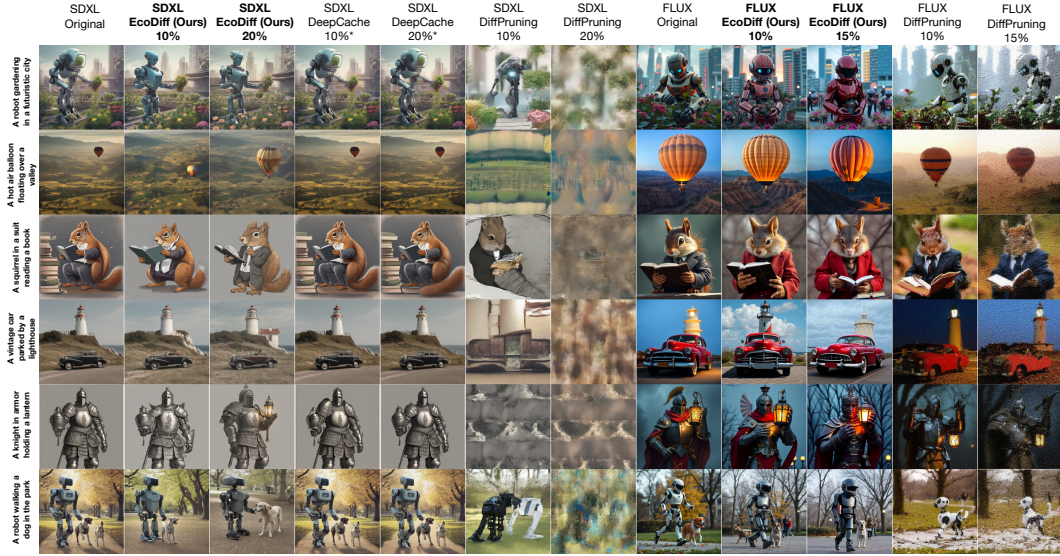 SDXL
Original
SDXL
EcoDiff (Ours)
10%
SDXL
EcoDiff (Ours)
20%
SDXL
DeepCache
10%*
SDXL
DeepCache
20%*
SDXL
DiffPruning
10%
SDXL
DiffPruning
20%
FLUX
Original
FLUX
EcoDiff (Ours)
10%
FLUX
EcoDiff (Ours)
15%
FLUX
DiffPruning
10%
FLUX
DiffPruning
15%
A robot gardening
in a futuristic city
A hot air balloon
floating over a
valley
A squirrel in a suit
reading a book
A vintage car
parked by a
lighthouse
A knight in armor
holding a lantern
A robot walking a
dog in the park